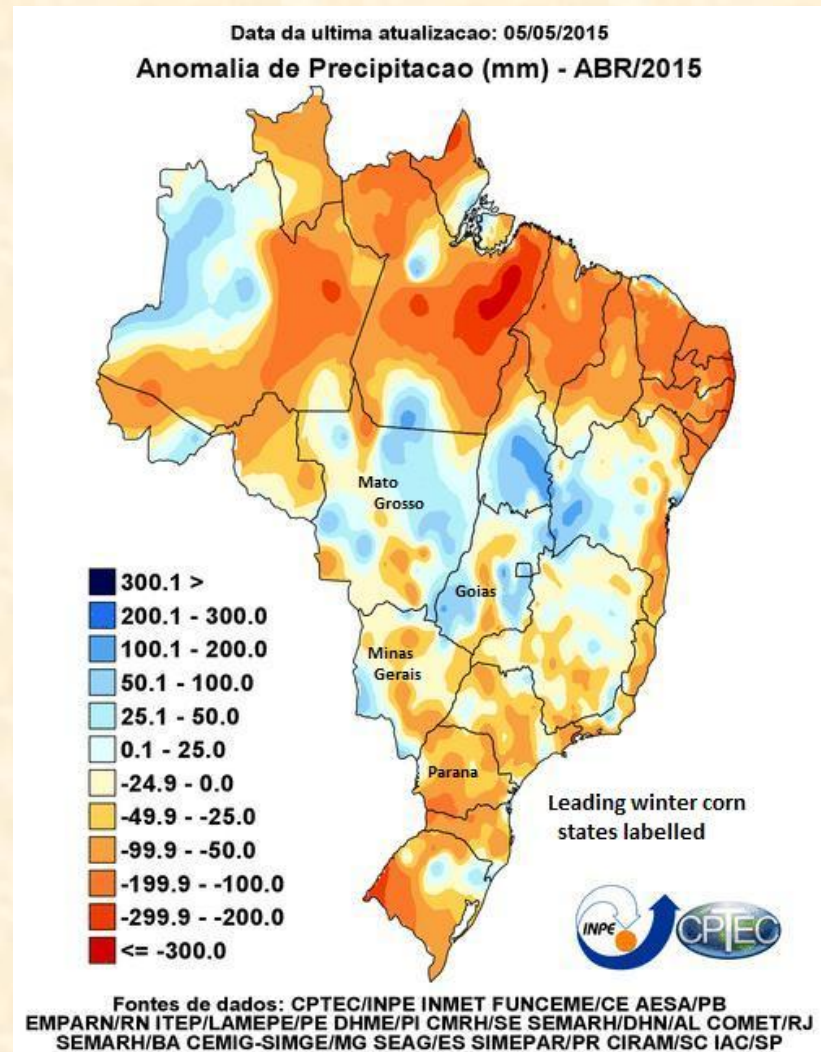 Data da ultima atualizacao: 05/05/2015
Anomalia de Precipitacao (mm) - ABR/2015
Mato
Grosso
Goias
Minas
Gerais
Parana
300.1 >
200.1 - 300.0
100.1 - 200.0
50.1 - 100.0
25.1 - 50.0
0.1 - 25.0
-24.9 - 0.0
-49.9 - -25.0
-99.9 - -50.0
-199.9 - -100.0
-299.9 - -200.0
<= -300.0
Leading winter corn
states labelled
INPE
CPTEC
Fontes de dados: CPTEC/INPE INMET FUNCEME/CE AESA/PB
EMPARN/RN ITEP/LAMEPE/PE DHME/PI CMRH/SE SEMARH/DHN/AL COMET/RJ
SEMARH/BA CEMIG-SIMGE/MG SEAG/ES SIMEPAR/PR CIRAM/SC IAC/SP